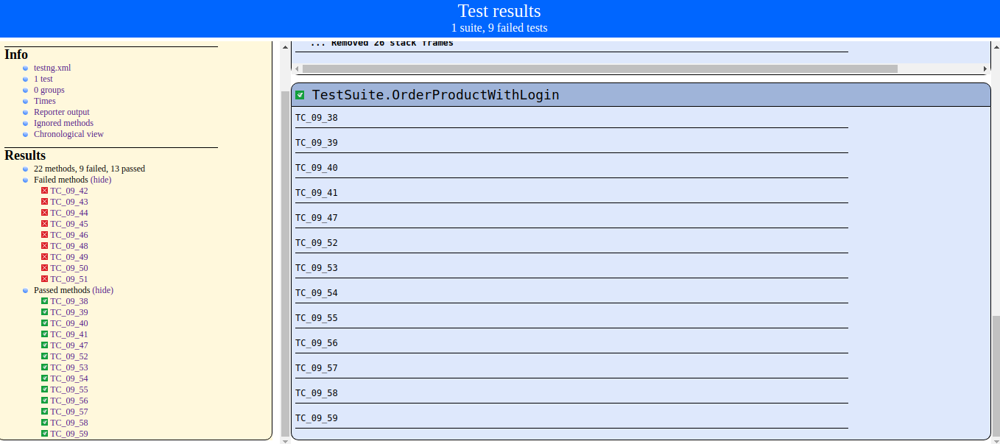 Test results
1 suite, 9 failed tests
Info
testng.xml
1 test
0 groups
Times
Reporter output
Ignored methods
Chronological view
Results
22 methods, 9 failed, 13 passed
Failed methods (hide)
TC_09_42
TC_09_43
TC_09_44
TC_09_45
TC_09_46
TC_09_48
TC_09_49
TC_09_50
TC_09_51
Passed methods (hide)
TC_09_38
TC_09_39
TC_09_40
TC_09_41
TC_09_47
TC_09_52
TC_09_53
TC_09_54
TC_09_55
TC_09_56
TC_09_57
TC_09_58
TC_09_59
... Removed 26 stack frames
TestSuite.OrderProductWithLogin
TC_09_38
TC_09_39
TC_09_40
TC_09_41
TC_09_47
TC_09_52
TC_09_53
TC_09_54
TC_09_55
TC_09_56
TC_09_57
TC_09_58
TC_09_59